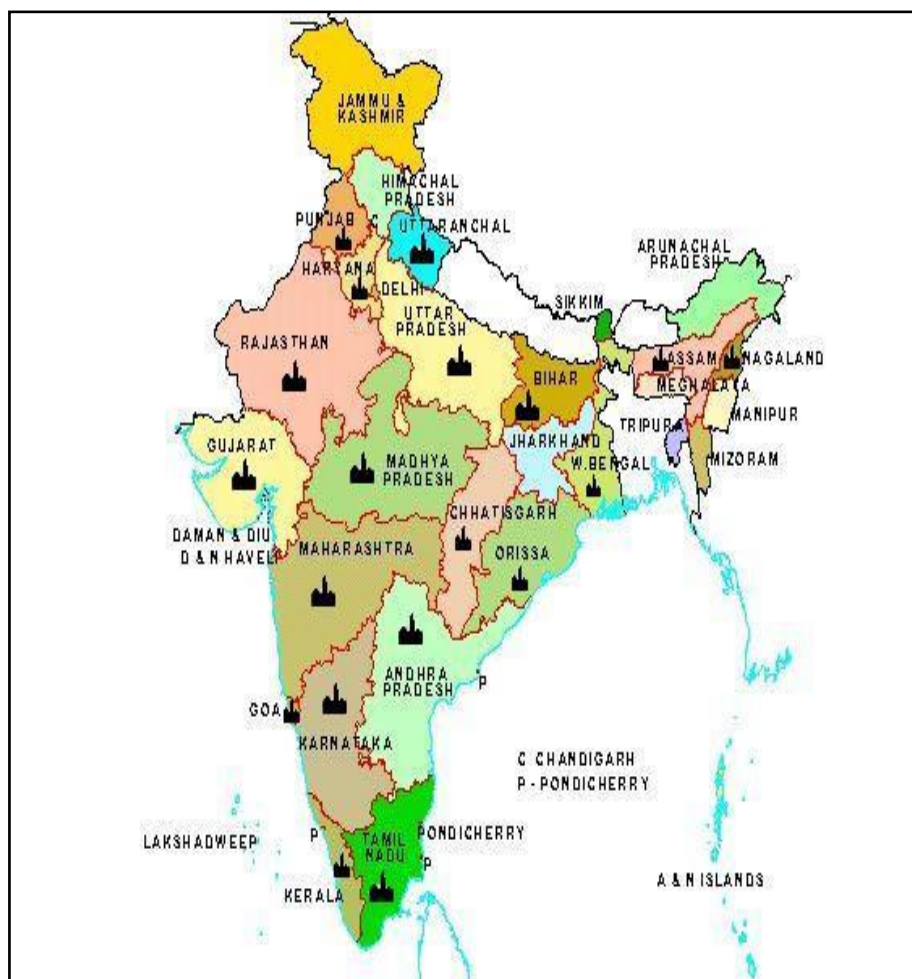 JAMMU &
KASHMIR
HIMACHAL
PRADESH
PUNJAB
C
UTTARANCHAL
ARUNACHAL
PRADESH
HARYANA
DELHI
SIKKIM
UTTAR
PRADESH
RAJASTHAN
BIHAR
ASSAM
NAGALAND
MEGHALAYA
MANIPUR
TRIPURA
MIZORAM
GUJARAT
MADHYA
PRADESH
JHARKHAND
W.BENGAL
CHHATISGARH
DAMAN & DIU
D & N HAVELI
MAHARASHTRA
ORISSA
ANDHRA
PRADESH
P
GOA
KARNATAKA
C CHANDIGARH
P - PONDICHERRY
LAKSHADWEEP
P
TAMIL
NADU
PONDICHERRY
P
KERALA
A & N ISLANDS